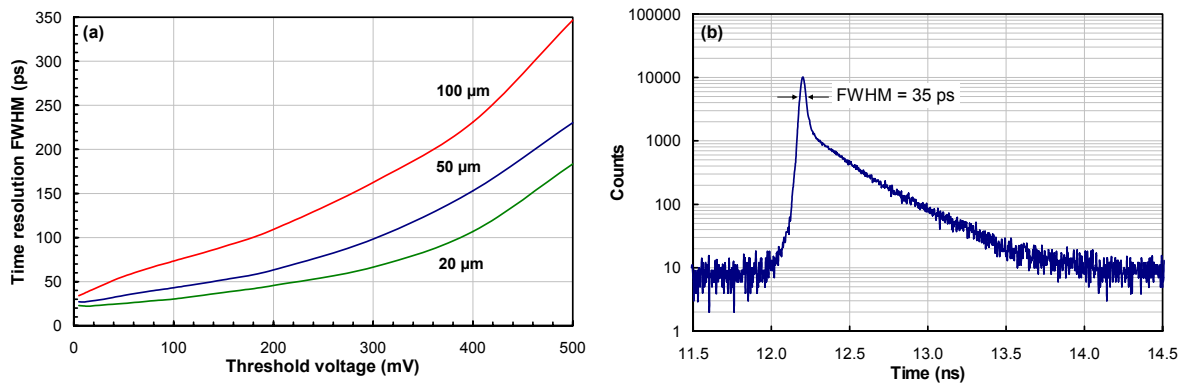 (a)
Time resolution FWHM (ps)
350
300
250
200
150
100
50
0
100 µm
50 µm
20 µm
0 100 200 300 400 500
Threshold voltage (mV)
(b)
Counts
100000
10000
1000
100
10
1
FWHM = 35 ps
11.5 12.0 12.5 13.0 13.5 14.0 14.5
Time (ns)